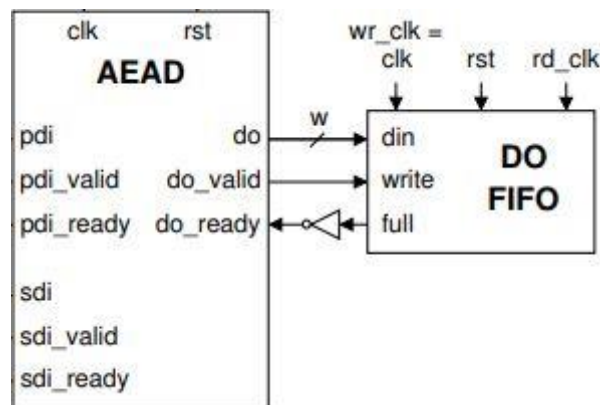 clk rst
AEAD
pdi do
pdi_valid do_valid
pdi_ready do_ready
sdi
sdi_valid
sdi_ready
w
wr_clk =
clk rst rd_clk
din
write
full
DO
FIFO